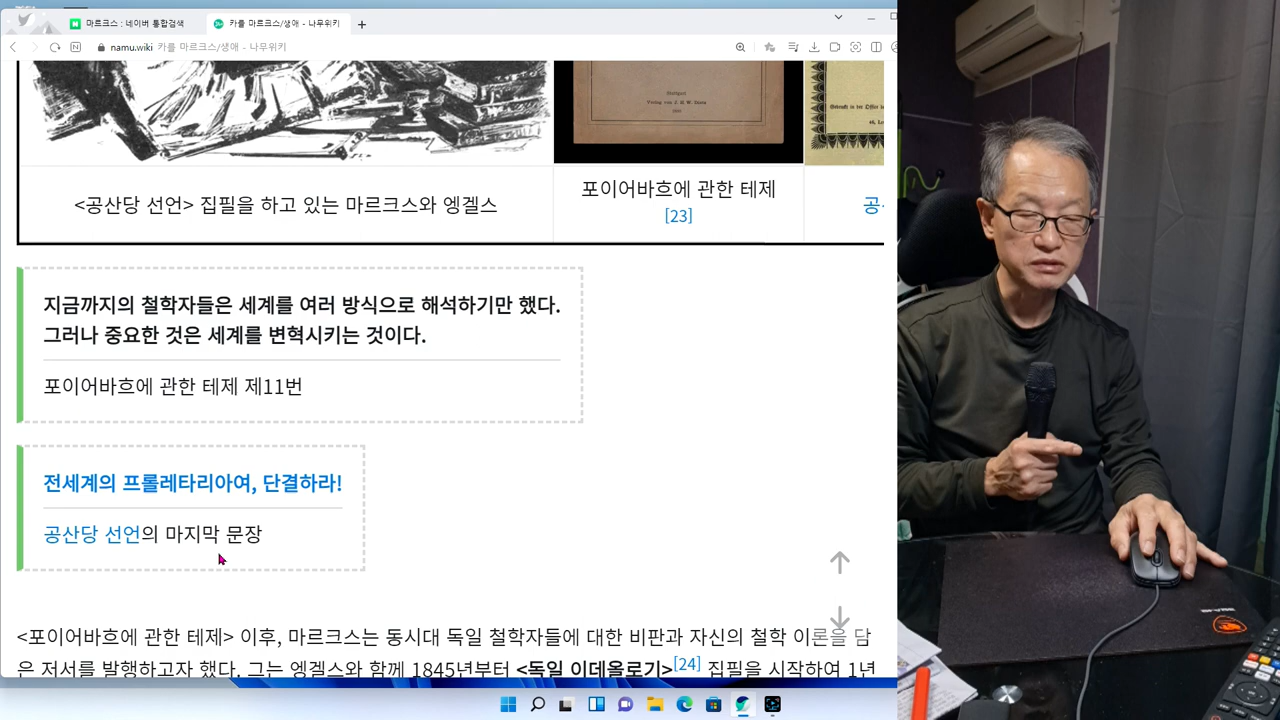 마르크스 : 네이버 통합검색
카를 마르크스/생애 - 나무위키
namu.wiki 카를 마르크스/생애 - 나무위키
Stuttgart
<공산당 선언> 집필을 하고 있는 마르크스와 엥겔스
포이어바흐에 관한 테제
[23]
공
지금까지의 철학자들은 세계를 여러 방식으로 해석하기만 했다.
그러나 중요한 것은 세계를 변혁시키는 것이다.
포이어바흐에 관한 테제 제11번
전세계의 프롤레타리아여, 단결하라!
공산당 선언의 마지막 문장
<포이어바흐에 관한 테제> 이후, 마르크스는 동시대 독일 철학자들에 대한 비판과 자신의 철학 이론을 담
은 저서를 발행하고자 했다. 그는 엥겔스와 함께 1845년부터 <독일 이데올로기>[24] 집필을 시작하여 1년